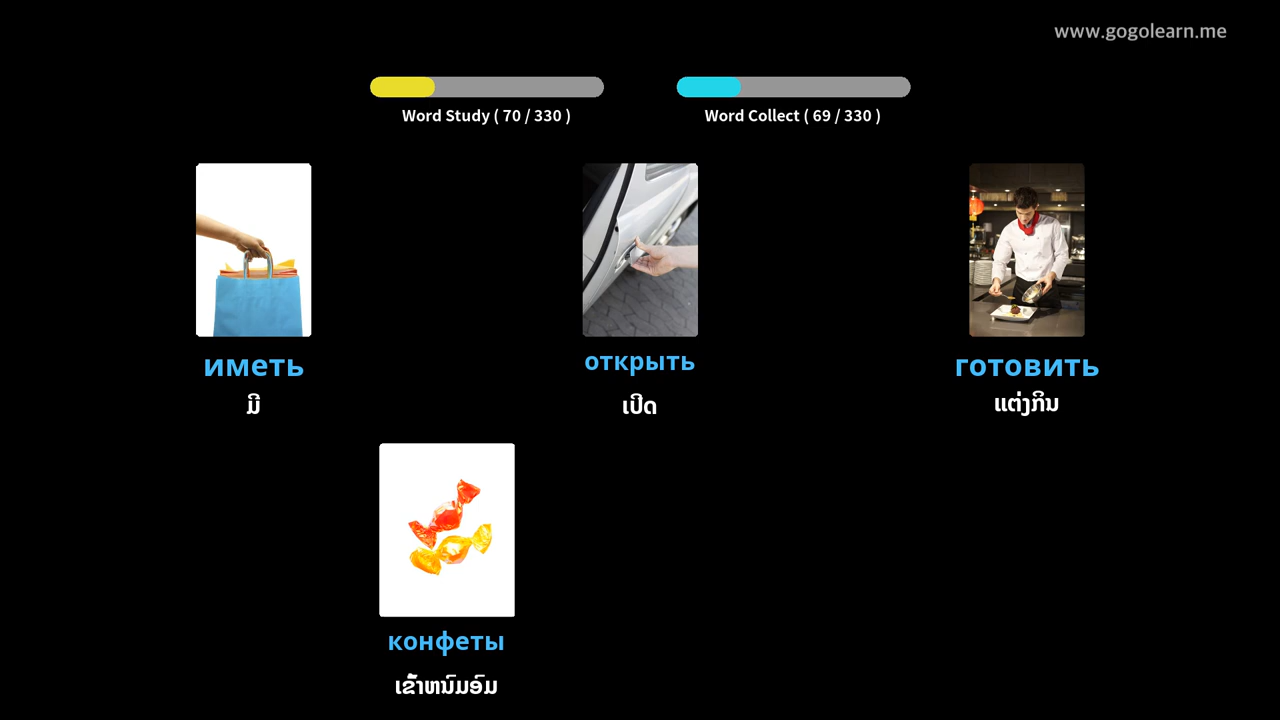 www.gogolearn.me
Word Study ( 70 / 330 )
Word Collect ( 69 / 330 )
иметь
открыть
готовить
ມີ
ເປີດ
ແຕ່ງກິນ
конфеты
ເຂົ້າຫນົມອົມ